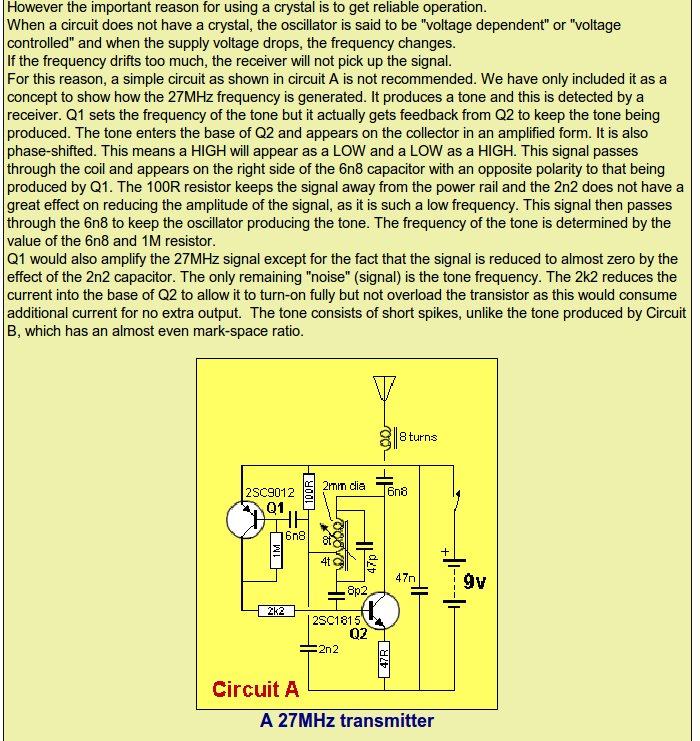 However the important reason for using a crystal is to get reliable operation.
When a circuit does not have a crystal, the oscillator is said to be "voltage dependent" or "voltage
controlled" and when the supply voltage drops, the frequency changes.
If the frequency drifts too much, the receiver will not pick up the signal.
For this reason, a simple circuit as shown in circuit A is not recommended. We have only included it as a
concept to show how the 27MHz frequency is generated. It produces a tone and this is detected by a
receiver. Q1 sets the frequency of the tone but it actually gets feedback from Q2 to keep the tone being
produced. The tone enters the base of Q2 and appears on the collector in an amplified form. It is also
phase-shifted. This means a HIGH will appear as a LOW and a LOW as a HIGH. This signal passes
through the coil and appears on the right side of the 6n8 capacitor with an opposite polarity to that being
produced by Q1. The 100R resistor keeps the signal away from the power rail and the 2n2 does not have a
great effect on reducing the amplitude of the signal, as it is such a low frequency. This signal then passes
through the 6n8 to keep the oscillator producing the tone. The frequency of the tone is determined by the
value of the 6n8 and 1M resistor.
Q1 would also amplify the 27MHz signal except for the fact that the signal is reduced to almost zero by the
effect of the 2n2 capacitor. The only remaining "noise" (signal) is the tone frequency. The 2k2 reduces the
current into the base of Q2 to allow it to turn-on fully but not overload the transistor as this would consume
additional current for no extra output.  The tone consists of short spikes, unlike the tone produced by Circuit
B, which has an almost even mark-space ratio.
8 turns
2SC9012
100R
2mm dia
6n8
Q1
6n8
1M
4t
47p
47n
+
9v
8p2
2k2
2SC1815
Q2
2n2
47R
Circuit A
A 27MHz transmitter